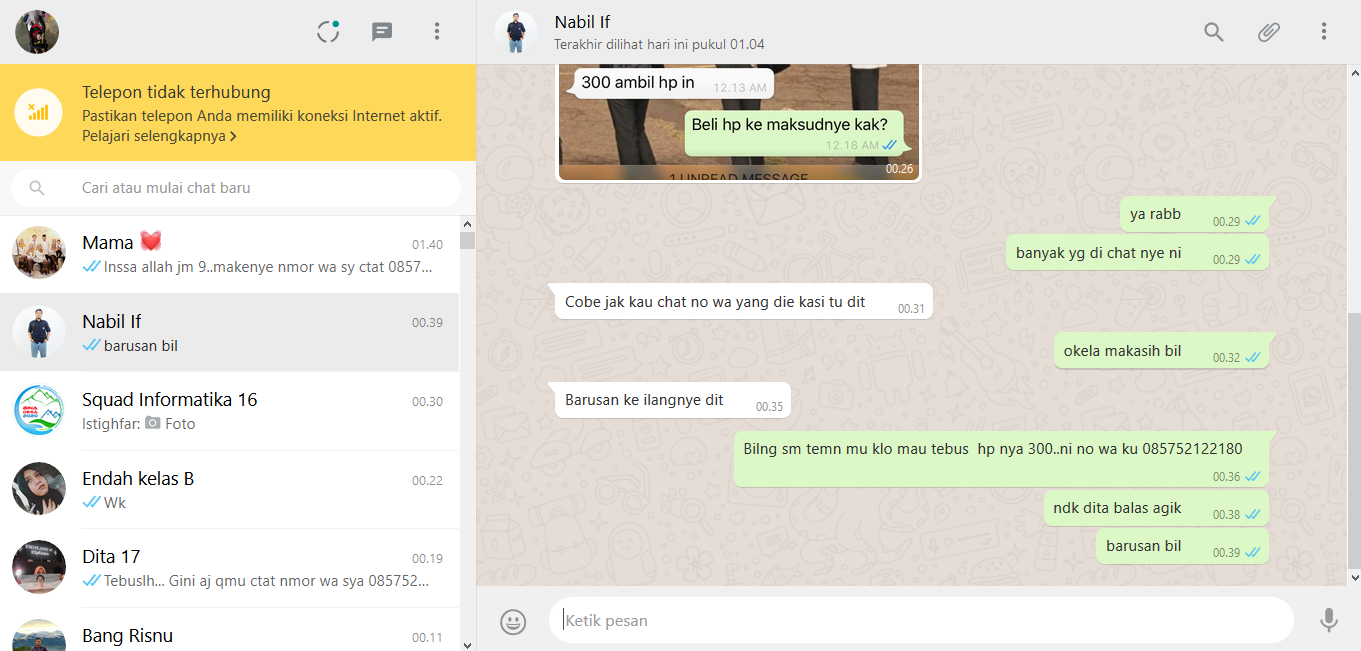 Telepon tidak terhubung
Pastikan telepon Anda memiliki koneksi Internet aktif.
Pelajari selengkapnya
Cari atau mulai chat baru
Mama
01.40
Inssa allah jm 9..makenye nmor wa sy ctat 0857...
Nabil If
00.39
barusan bil
Squad Informatika 16
00.30
Istighfar: Foto
Endah kelas B
00.22
Wk
Dita 17
00.19
Tebuslh... Gini aj qmu ctat nmor wa sya 085752...
Bang Risnu
00.11
Nabil If
Terakhir dilihat hari ini pukul 01.04
300 ambil hp in
12.13 AM
Beli hp ke maksudnye kak?
12.18 AM
1 UNREAD MESSAGE
00.26
ya rabb
00.29
banyak yg di chat nye ni
00.29
Cobe jak kau chat no wa yang die kasi tu dit
00.31
okela makasih bil
00.32
Barusan ke ilangnye dit
00.35
Bilng sm temn mu klo mau tebus hp nya 300..ni no wa ku 085752122180
00.36
ndk dita balas agik
00.38
barusan bil
00.39
Ketik pesan